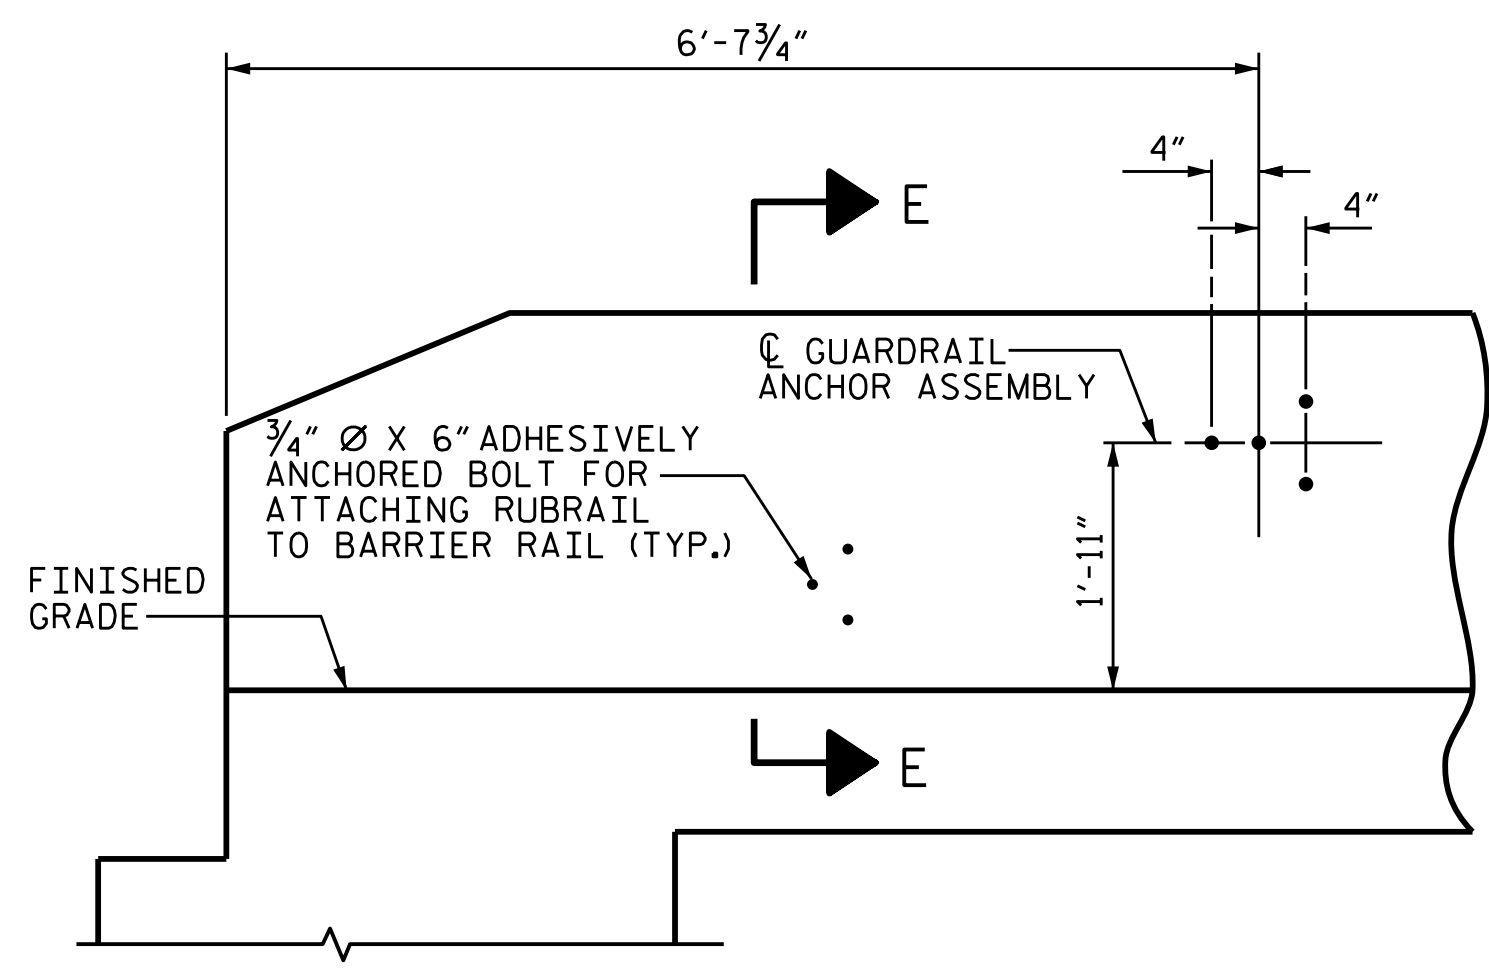 6'-7¾"
4"
4"
E
℄ GUARDRAIL
ANCHOR ASSEMBLY
¾" Ø X 6" ADHESIVELY
ANCHORED BOLT FOR
ATTACHING RUBRAIL
TO BARRIER RAIL (TYP.)
1'-11"
FINISHED
GRADE
E